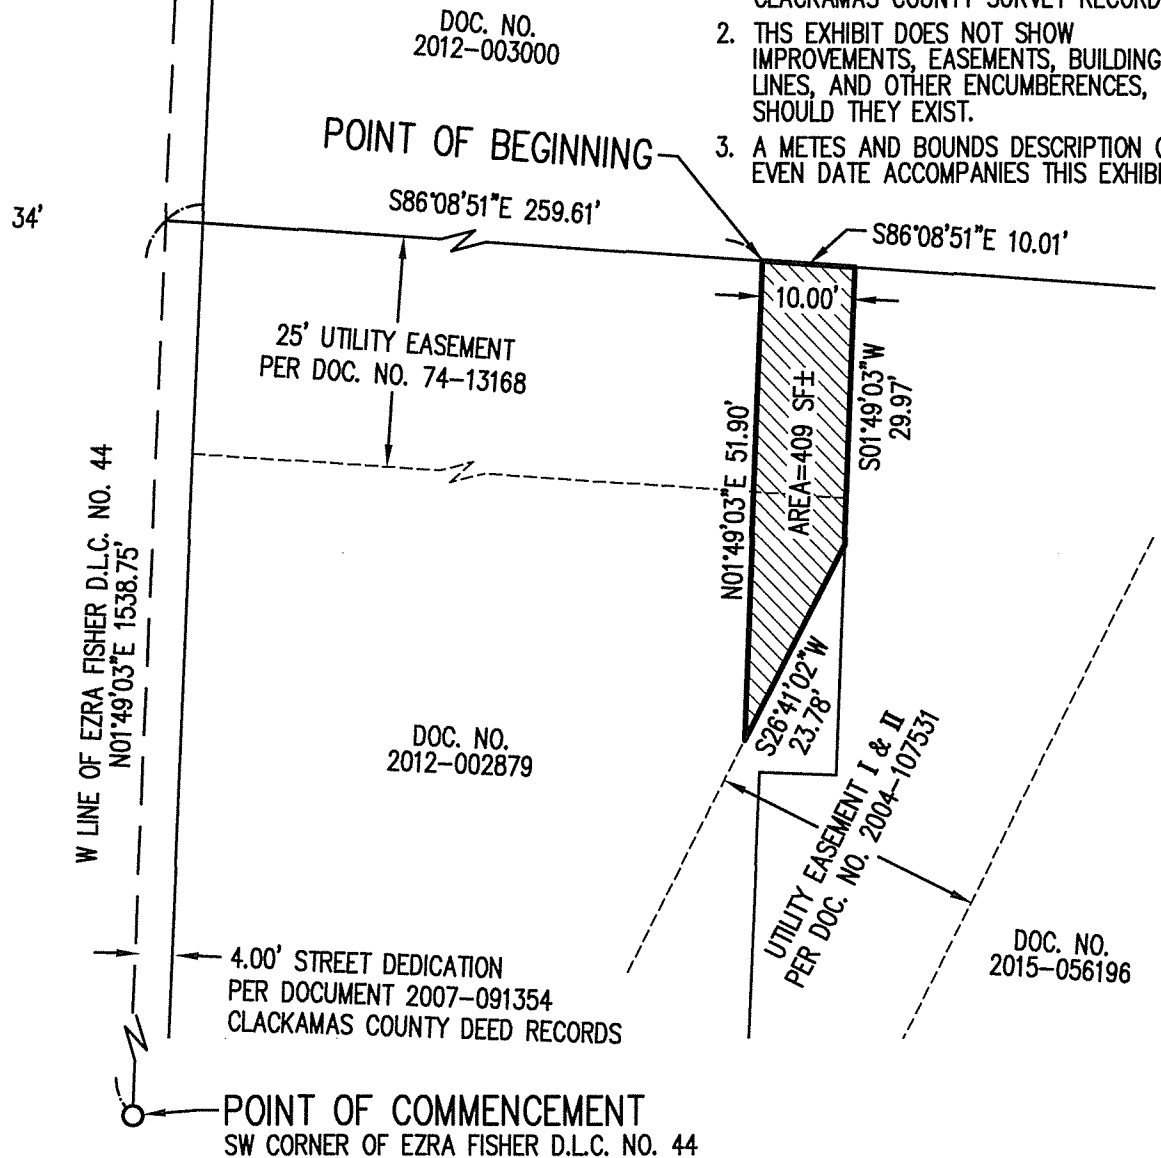 CLACKAMAS COUNTY SURVEY RECORD
2. THS EXHIBIT DOES NOT SHOW
IMPROVEMENTS, EASEMENTS, BUILDING
LINES, AND OTHER ENCUMBERENCES,
SHOULD THEY EXIST.
3. A METES AND BOUNDS DESCRIPTION
EVEN DATE ACCOMPANIES THIS EXHIBI
DOC. NO.
2012-003000
POINT OF BEGINNING
34'
S86°08'51"E 259.61'
S86°08'51"E 10.01'
10.00'
25' UTILITY EASEMENT
PER DOC. NO. 74-13168
N01°49'03"E 51.90'
AREA=409 SF±
S01°49'03"W
29.97'
W LINE OF EZRA FISHER D.L.C. NO. 44
N01°49'03"E 1538.75'
S26°41'02"W
23.78'
DOC. NO.
2012-002879
UTILITY EASEMENT I & II
PER DOC. NO. 2004-107531
DOC. NO.
2015-056196
4.00' STREET DEDICATION
PER DOCUMENT 2007-091354
CLACKAMAS COUNTY DEED RECORDS
POINT OF COMMENCEMENT
SW CORNER OF EZRA FISHER D.L.C. NO. 44